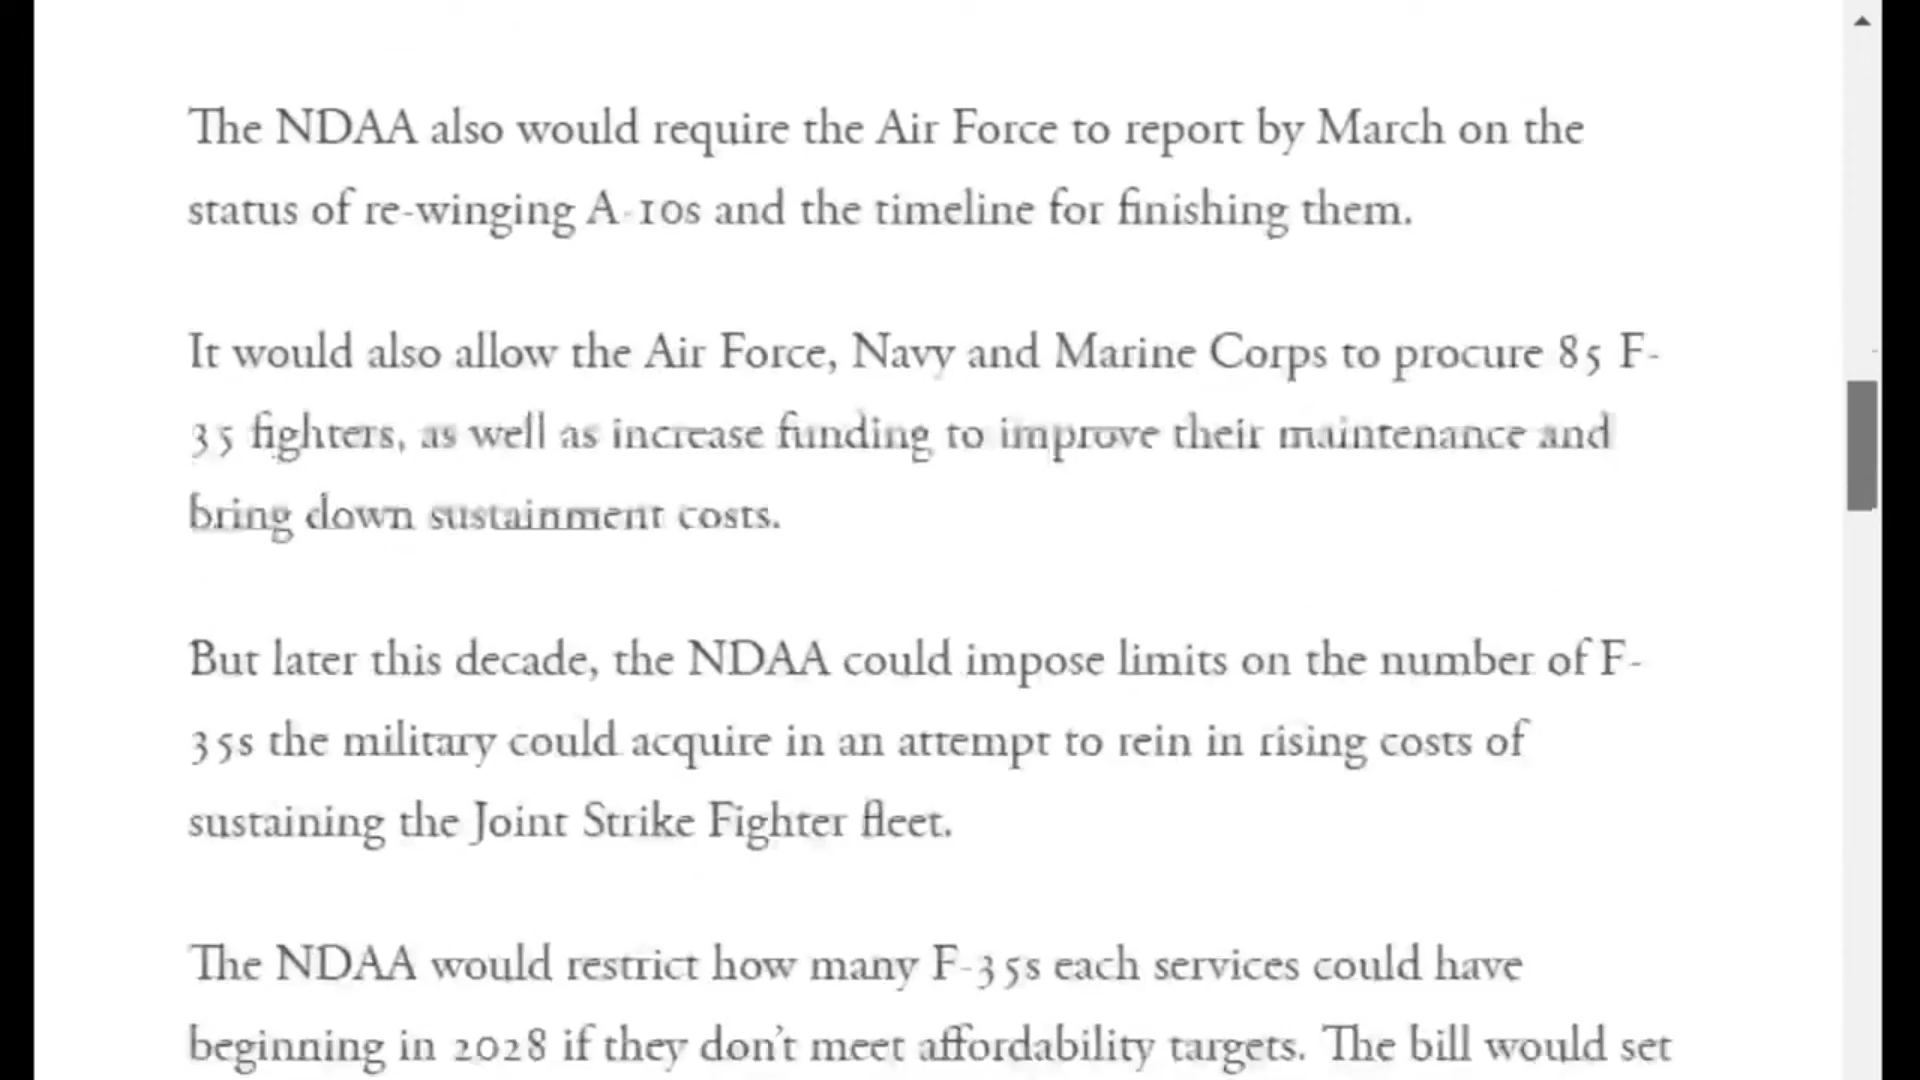 The NDAA also would require the Air Force to report by March on the
status of re-winging A-10s and the timeline for finishing them.
It would also allow the Air Force, Navy and Marine Corps to procure 85 F-
35 fighters, as well as increase funding to improve their maintenance and
bring down sustainment costs.
But later this decade, the NDAA could impose limits on the number of F-
35s the military could acquire in an attempt to rein in rising costs of
sustaining the Joint Strike Fighter fleet.
The NDAA would restrict how many F-35s each services could have
beginning in 2028 if they don’t meet affordability targets. The bill would set